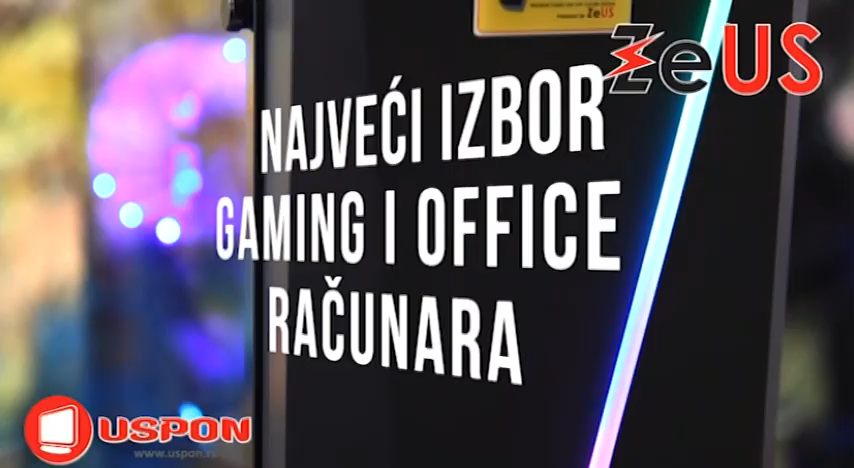 ZeUS
NAJVEĆI IZBOR
GAMING I OFFICE
RAČUNARA
USPON
www.uspon.rs